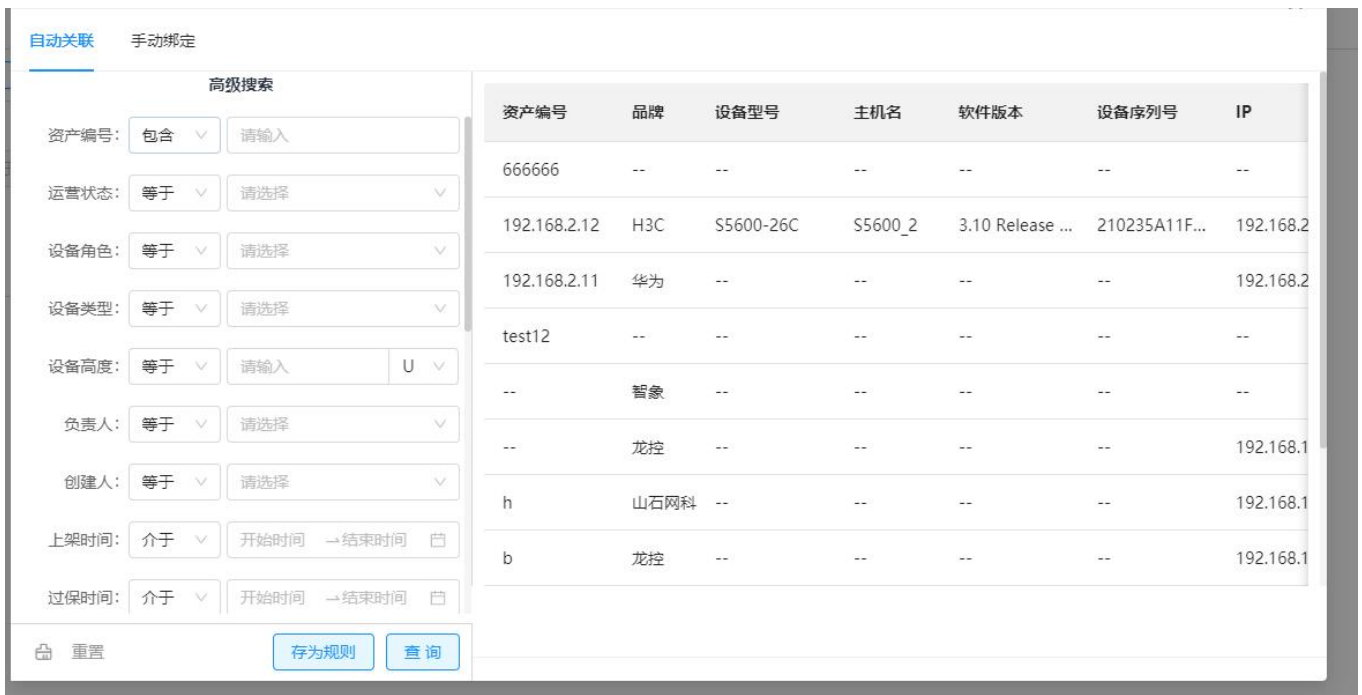 自动关联 手动绑定
高级搜索
资产编号: 包含 请输入
运营状态: 等于 请选择
设备角色: 等于 请选择
设备类型: 等于 请选择
设备高度: 等于 请输入 U
负责人: 等于 请选择
创建人: 等于 请选择
上架时间: 介于 开始时间 →结束时间
过保时间: 介于 开始时间 →结束时间
重置 存为规则 查 询
资产编号 品牌 设备型号 主机名 软件版本 设备序列号 IP
666666 -- -- -- -- -- --
192.168.2.12 H3C S5600-26C S5600_2 3.10 Release ... 210235A11F... 192.168.2
192.168.2.11 华为 -- -- -- -- 192.168.2
test12 -- -- -- -- -- --
-- 智象 -- -- -- -- --
-- 龙控 -- -- -- -- 192.168.1
h 山石网科 -- -- -- -- 192.168.1
b 龙控 -- -- -- -- 192.168.1